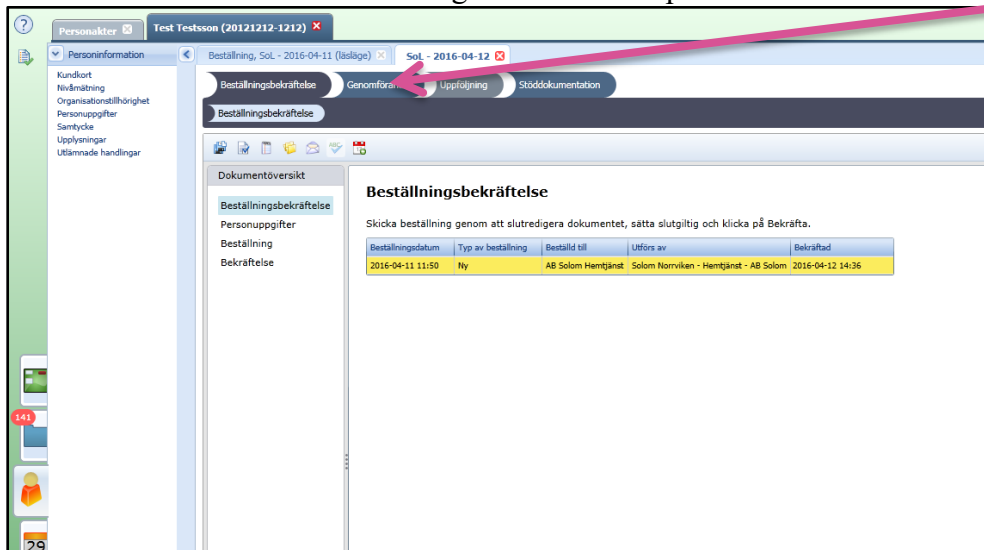 Personakter
Test Testsson (20121212-1212)
Personinformation
Beställning, SoL - 2016-04-11 (läsläge)
SoL - 2016-04-12
Kundkort
Nivåmätning
Organisationstillhörighet
Personuppgifter
Samtycke
Upplysningar
Utlämnade handlingar
Beställningsbekräftelse
Uppföljning
Stöddokumentation
Beställningsbekräftelse
Dokumentöversikt
Beställningsbekräftelse
Personuppgifter
Beställning
Bekräftelse
Beställningsbekräftelse
Skicka beställning genom att slutredigera dokumentet, sätta slutgiltig och klicka på Bekräfta.
Beställningsdatum Typ av beställning Beställd till Utförs av Bekräftad
2016-04-11 11:50 Ny AB Solom Hemtjänst Solom Norrviken - Hemtjänst - AB Solom 2016-04-12 14:36
141
29